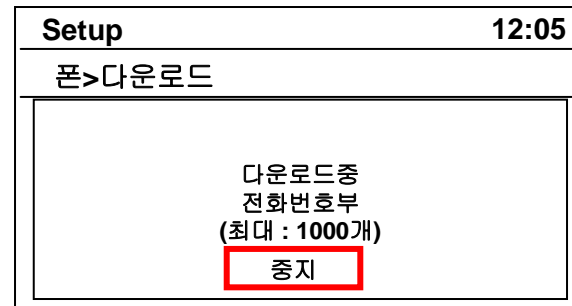 Setup 12:05
폰>다운로드
다운로드중
전화번호부
(최대 : 1000개)
중지